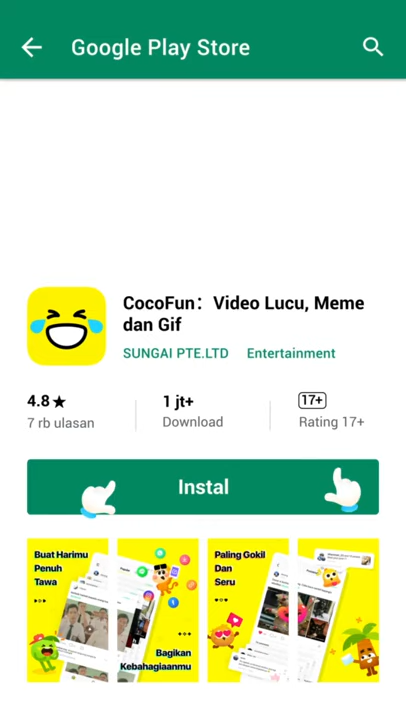 Google Play Store
CocoFun：Video Lucu, Meme
dan Gif
SUNGAI PTE.LTD Entertainment
4.8★ 1 jt+ 17+
7 rb ulasan Download Rating 17+
Instal
Buat Harimu
Penuh
Tawa
Bagikan
Kebahagiaanmu
Paling Gokil
Dan
Seru